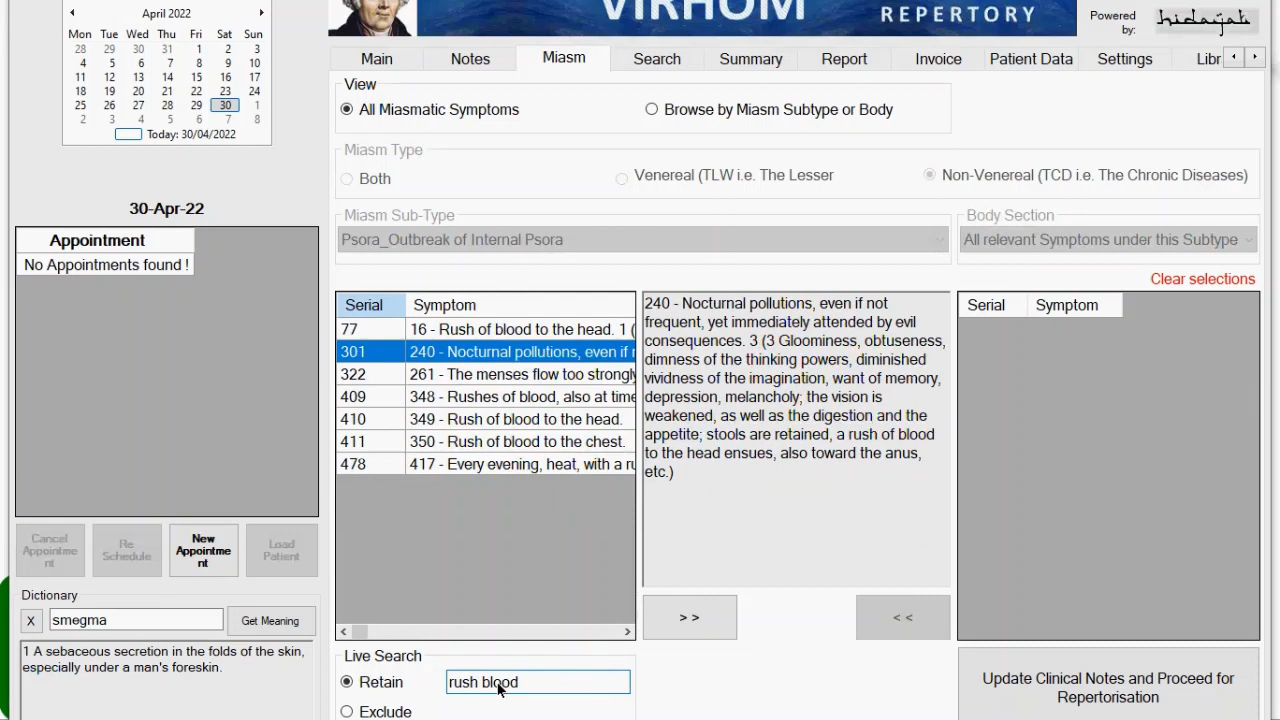 April 2022
Mon Tue Wed Thu Fri Sat Sun
28 29 30 31 1 2 3
4 5 6 7 8 9 10
11 12 13 14 15 16 17
18 19 20 21 22 23 24
25 26 27 28 29 30 1
2 3 4 5 6 7 8
Today: 30/04/2022
30-Apr-22
Appointment
No Appointments found !
Cancel Appointme nt
Re Schedule
New Appointme nt
Load Patient
Dictionary
X smegma Get Meaning
1 A sebaceous secretion in the folds of the skin,
especially under a man's foreskin.
VIRHOM
REPERTORY
Powered
by:
hidayah
Main Notes Miasm Search Summary Report Invoice Patient Data Settings Libr
View
All Miasmatic Symptoms Browse by Miasm Subtype or Body
Miasm Type
Both Venereal (TLW i.e. The Lesser Non-Venereal (TCD i.e. The Chronic Diseases)
Miasm Sub-Type
Psora_Outbreak of Internal Psora
Body Section
All relevant Symptoms under this Subtype
Clear selections
Serial Symptom
77 16 - Rush of blood to the head. 1 (
301 240 - Nocturnal pollutions, even if r
322 261 - The menses flow too strongly
409 348 - Rushes of blood, also at time
410 349 - Rush of blood to the head.
411 350 - Rush of blood to the chest.
478 417 - Every evening, heat, with a ru
240 - Nocturnal pollutions, even if not
frequent, yet immediately attended by evil
consequences. 3 (3 Gloominess, obtuseness,
dimness of the thinking powers, diminished
vividness of the imagination, want of memory,
depression, melancholy; the vision is
weakened, as well as the digestion and the
appetite; stools are retained, a rush of blood
to the head ensues, also toward the anus,
etc.)
Serial Symptom
> > < <
Live Search
Retain rush blood
Exclude
Update Clinical Notes and Proceed for
Repertorisation